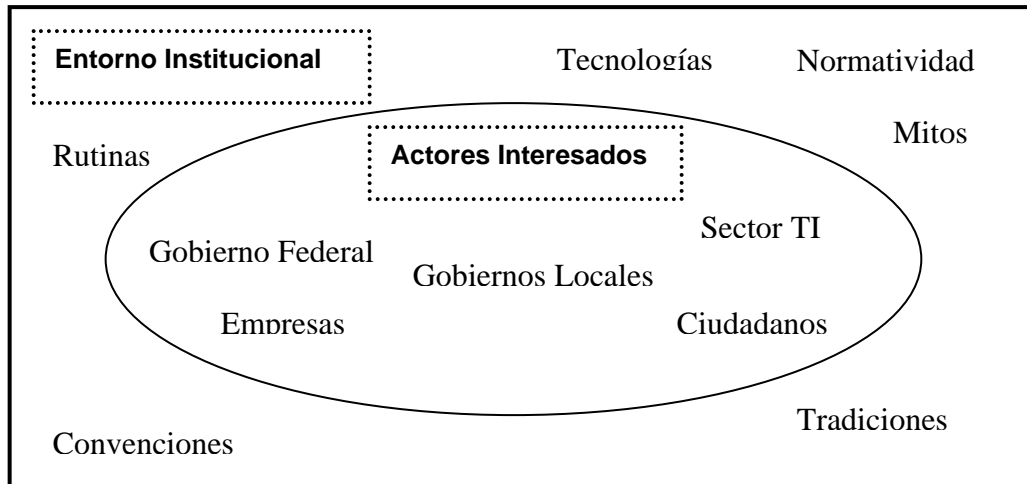 Entorno Institucional
Tecnologías
Normatividad
Mitos
Rutinas
Actores Interesados
Sector TI
Gobierno Federal
Gobiernos Locales
Empresas
Ciudadanos
Tradiciones
Convenciones